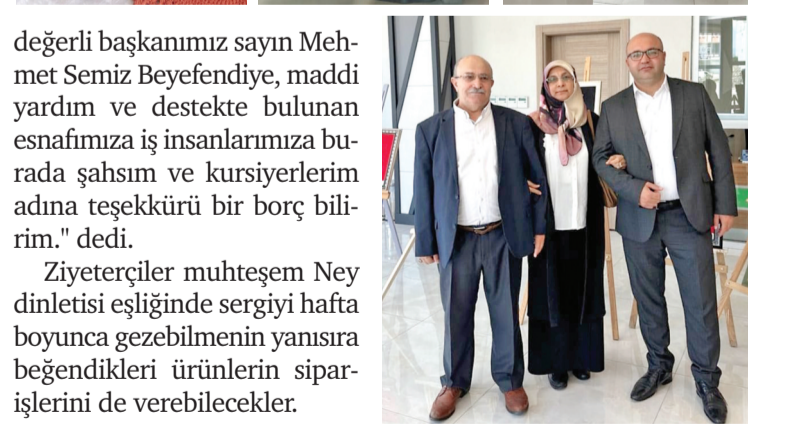 değerli başkanımız sayın Meh-
met Semiz Beyefendiye, maddi
yardım ve destekte bulunan
esnafımıza iş insanlarımıza bu-
rada şahsım ve kursiyerlerim
adına teşekkürü bir borç bili-
rim." dedi.
Ziyeterçiler muhteşem Ney
dinletisi eşliğinde sergiyi hafta
boyunca gezebilmenin yanısıra
beğendikleri ürünlerin sipar-
işlerini de verebilecekler.